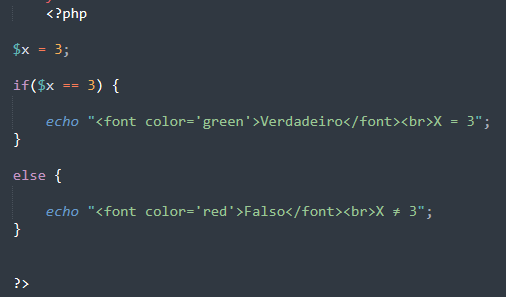 <?php
$x = 3;
if($x == 3) {
echo "<font color='green'>Verdadeiro</font><br>X = 3";
}
else {
echo "<font color='red'>Falso</font><br>X ≠ 3";
}
?>